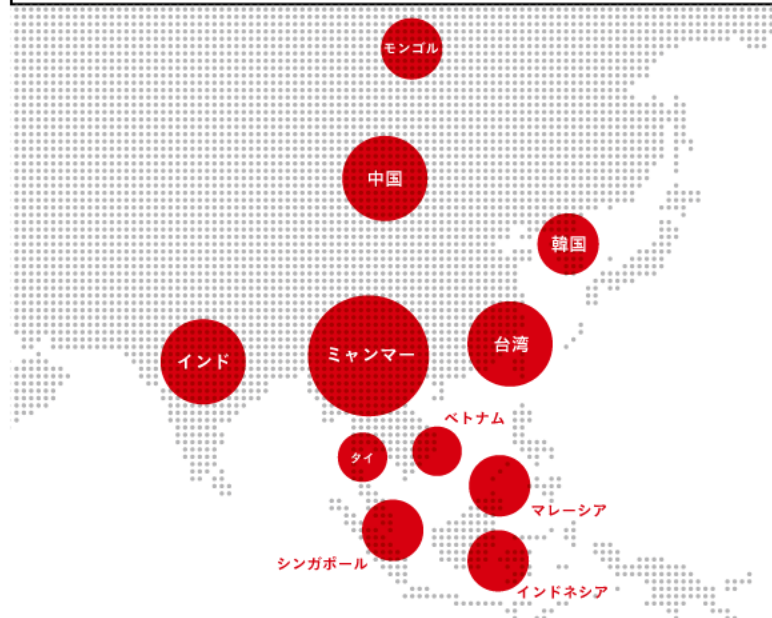 モンゴル
中国
韓国
台湾
ミャンマー
インド
ベトナム
タイ
マレーシア
シンガポール
インドネシア